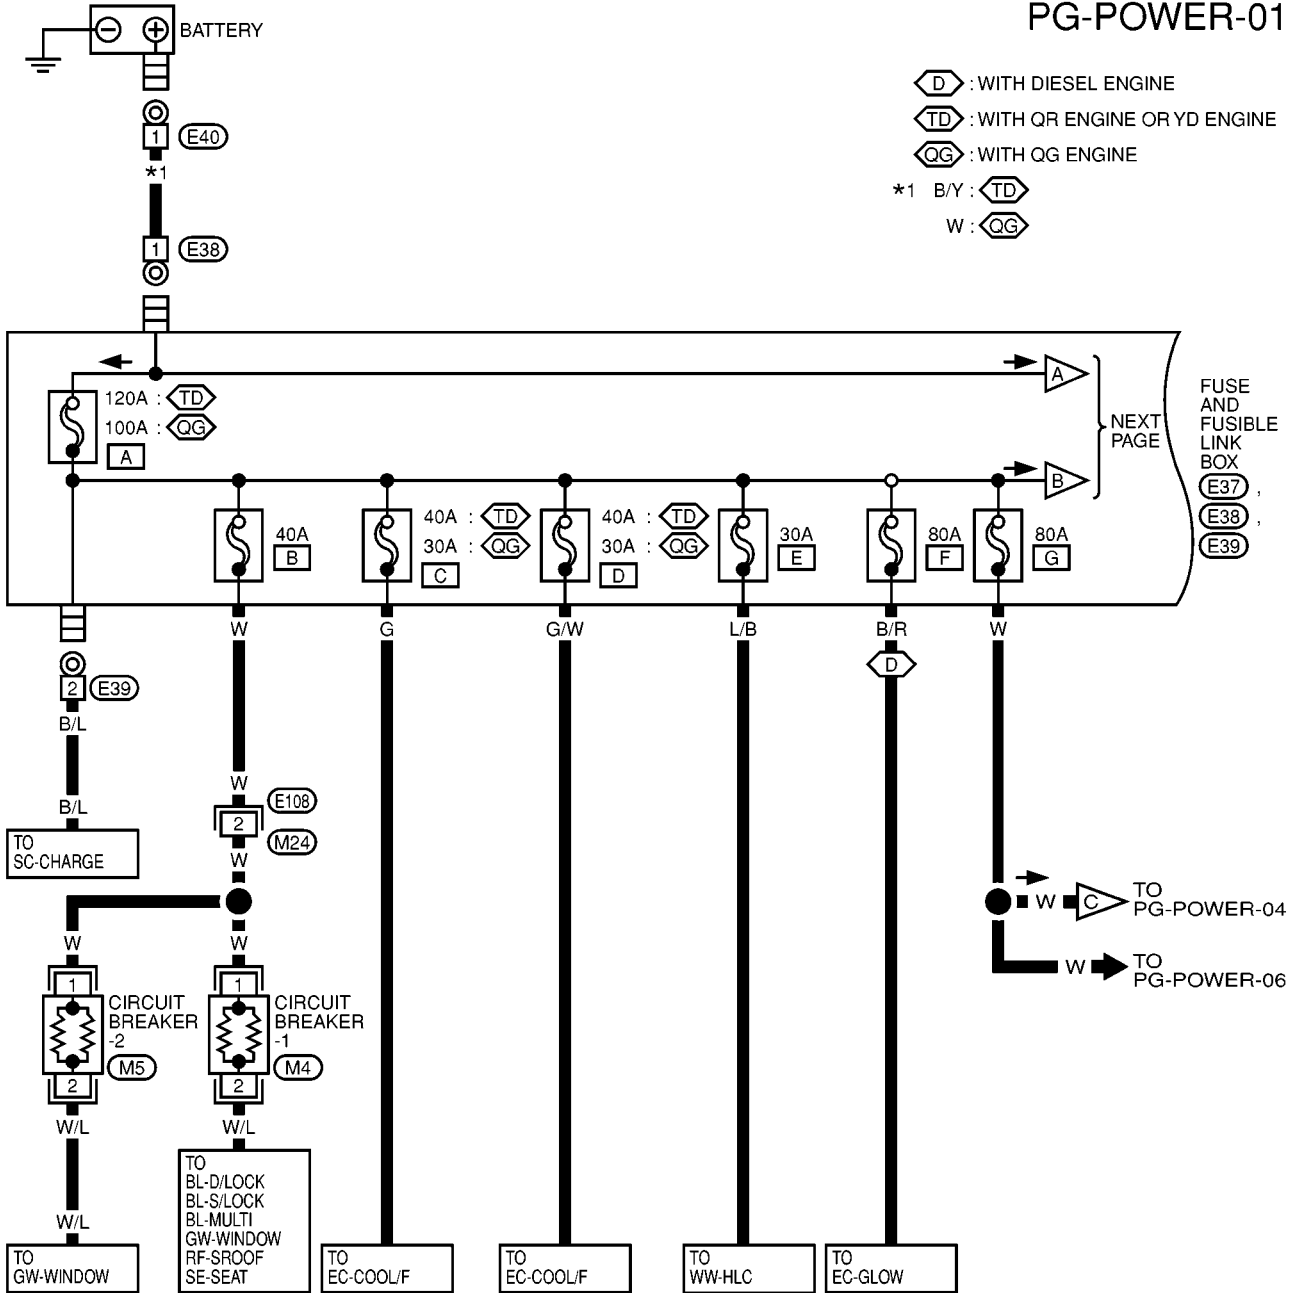 PG-POWER-01
BATTERY
D : WITH DIESEL ENGINE
TD : WITH QR ENGINE OR YD ENGINE
QG : WITH QG ENGINE
*1 B/Y : TD
W : QG
1 E40
*1
1 E38
A
120A : TD
100A : QG
A
NEXT
PAGE
B
FUSE
AND
FUSIBLE
LINK
BOX
E37 ,
E38 ,
E39
40A
B
40A : TD
30A : QG
C
40A : TD
30A : QG
D
30A
E
80A
F
80A
G
W
G
G/W
L/B
B/R
W
D
2 E39
B/L
B/L
TO
SC-CHARGE
W
E108
2
M24
W
W C TO
PG-POWER-04
W TO
PG-POWER-06
W
W
1
CIRCUIT
BREAKER
-2
M5
2
1
CIRCUIT
BREAKER
-1
M4
2
W/L
W/L
W/L
TO
GW-WINDOW
TO
BL-D/LOCK
BL-S/LOCK
BL-MULTI
GW-WINDOW
RF-SROOF
SE-SEAT
TO
EC-COOL/F
TO
EC-COOL/F
TO
WW-HLC
TO
EC-GLOW